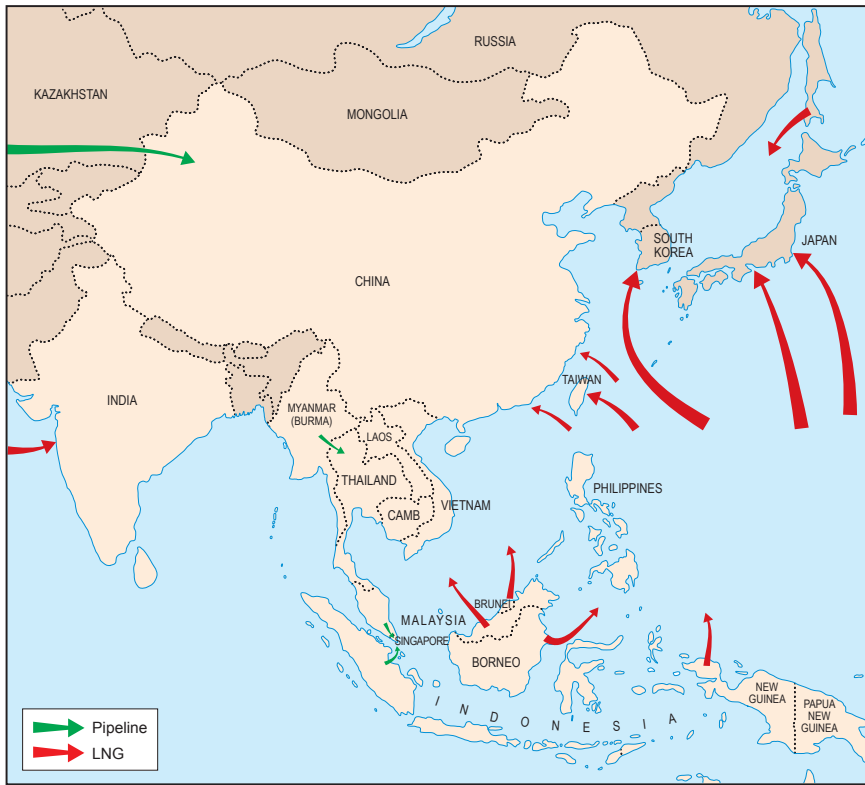 RUSSIA
KAZAKHSTAN
MONGOLIA
SOUTH
KOREA
JAPAN
CHINA
TAIWAN
INDIA
MYANMAR
(BURMA)
LAOS
THAILAND
PHILIPPINES
VIETNAM
CAMB
BRUNEI
MALAYSIA
SINGAPORE
BORNEO
NEW
GUINEA
PAPUA
NEW
GUINEA
INDONESIA
Pipeline
LNG